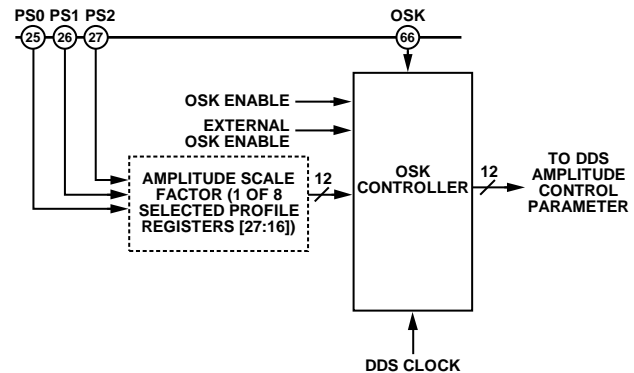 PS0 PS1 PS2 OSK
25 26 27 66
OSK ENABLE
EXTERNAL
OSK ENABLE
AMPLITUDE SCALE
FACTOR (1 OF 8
SELECTED PROFILE
REGISTERS [27:16])
12
OSK
CONTROLLER
12
TO DDS
AMPLITUDE
CONTROL
PARAMETER
DDS CLOCK